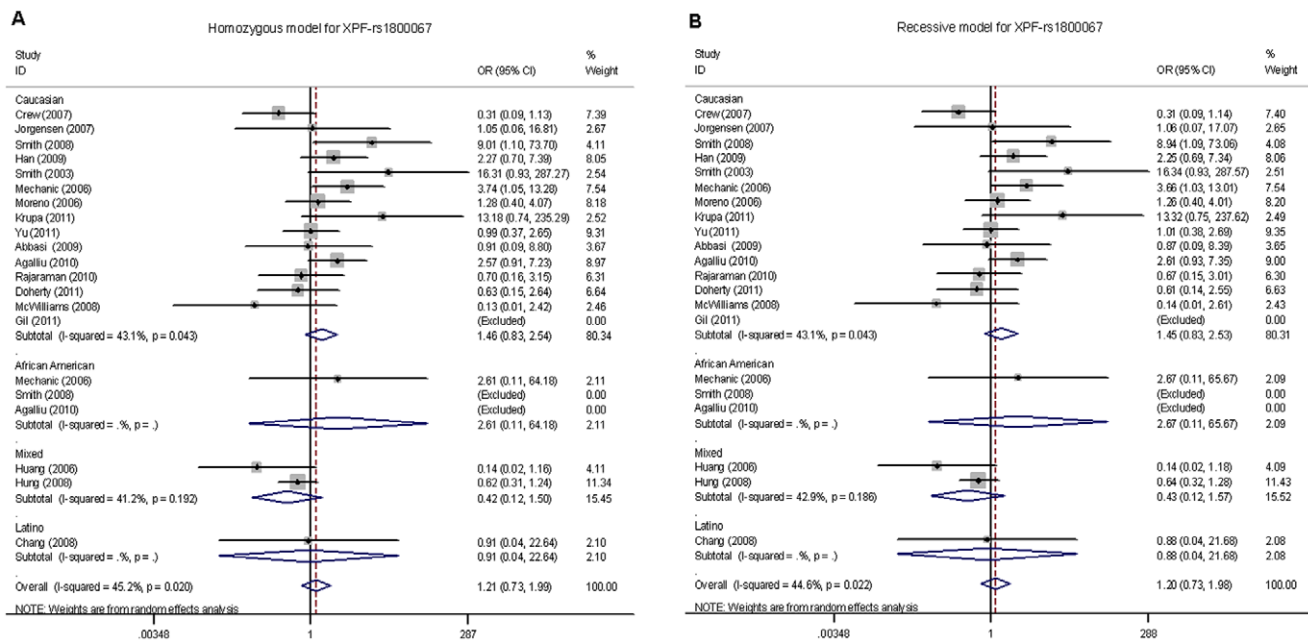 A
Homozygous model for XPF-rs1800067
Study
%
ID
OR (95% CI)
Weight
Caucasian
Crew (2007)
0.31 (0.09, 1.13)
7.39
Jorgensen (2007)
1.05 (0.06, 16.81)
2.67
Smith (2008)
9.01 (1.10, 73.70)
4.11
Han (2009)
2.27 (0.70, 7.39)
8.05
Smith (2003)
16.31 (0.93, 287.27)
2.54
Mechanic (2006)
3.74 (1.05, 13.28)
7.54
Moreno (2006)
1.28 (0.40, 4.07)
8.18
Krupa (2011)
13.18 (0.74, 235.29)
2.52
Yu (2011)
0.99 (0.37, 2.65)
9.31
Abbasi (2009)
0.91 (0.09, 8.80)
3.67
Agalliu (2010)
2.57 (0.91, 7.23)
8.97
Rajaraman (2010)
0.70 (0.16, 3.15)
6.31
Doherty (2011)
0.63 (0.15, 2.64)
6.64
McWilliams (2008)
0.13 (0.01, 2.42)
2.46
Gil (2011)
(Excluded)
0.00
Subtotal (I-squared = 43.1%, p = 0.043)
1.46 (0.83, 2.54)
80.34
.
African American
Mechanic (2006)
2.61 (0.11, 64.18)
2.11
Smith (2008)
(Excluded)
0.00
Agalliu (2010)
(Excluded)
0.00
Subtotal (I-squared = .%, p = .)
2.61 (0.11, 64.18)
2.11
.
Mixed
Huang (2006)
0.14 (0.02, 1.16)
4.11
Hung (2008)
0.62 (0.31, 1.24)
11.34
Subtotal (I-squared = 41.2%, p = 0.192)
0.42 (0.12, 1.50)
15.45
.
Latino
Chang (2008)
0.91 (0.04, 22.64)
2.10
Subtotal (I-squared = .%, p = .)
0.91 (0.04, 22.64)
2.10
.
Overall (I-squared = 45.2%, p = 0.020)
1.21 (0.73, 1.99)
100.00
NOTE: Weights are from random effects analysis
.00348
1
287
B
Recessive model for XPF-rs1800067
Study
%
ID
OR (95% CI)
Weight
Caucasian
Crew (2007)
0.31 (0.09, 1.14)
7.40
Jorgensen (2007)
1.06 (0.07, 17.07)
2.65
Smith (2008)
8.94 (1.09, 73.06)
4.08
Han (2009)
2.25 (0.69, 7.34)
8.06
Smith (2003)
16.34 (0.93, 287.57)
2.51
Mechanic (2006)
3.66 (1.03, 13.01)
7.54
Moreno (2006)
1.26 (0.40, 4.01)
8.20
Krupa (2011)
13.32 (0.75, 237.62)
2.49
Yu (2011)
1.01 (0.38, 2.69)
9.35
Abbasi (2009)
0.87 (0.09, 8.39)
3.65
Agalliu (2010)
2.61 (0.93, 7.35)
9.00
Rajaraman (2010)
0.67 (0.15, 3.01)
6.30
Doherty (2011)
0.61 (0.14, 2.55)
6.63
McWilliams (2008)
0.14 (0.01, 2.61)
2.43
Gil (2011)
(Excluded)
0.00
Subtotal (I-squared = 43.1%, p = 0.043)
1.45 (0.83, 2.53)
80.31
.
African American
Mechanic (2006)
2.67 (0.11, 65.67)
2.09
Smith (2008)
(Excluded)
0.00
Agalliu (2010)
(Excluded)
0.00
Subtotal (I-squared = .%, p = .)
2.67 (0.11, 65.67)
2.09
.
Mixed
Huang (2006)
0.14 (0.02, 1.18)
4.09
Hung (2008)
0.64 (0.32, 1.28)
11.43
Subtotal (I-squared = 42.9%, p = 0.186)
0.43 (0.12, 1.57)
15.52
.
Latino
Chang (2008)
0.88 (0.04, 21.68)
2.08
Subtotal (I-squared = .%, p = .)
0.88 (0.04, 21.68)
2.08
.
Overall (I-squared = 44.6%, p = 0.022)
1.20 (0.73, 1.98)
100.00
NOTE: Weights are from random effects analysis
.00348
1
288